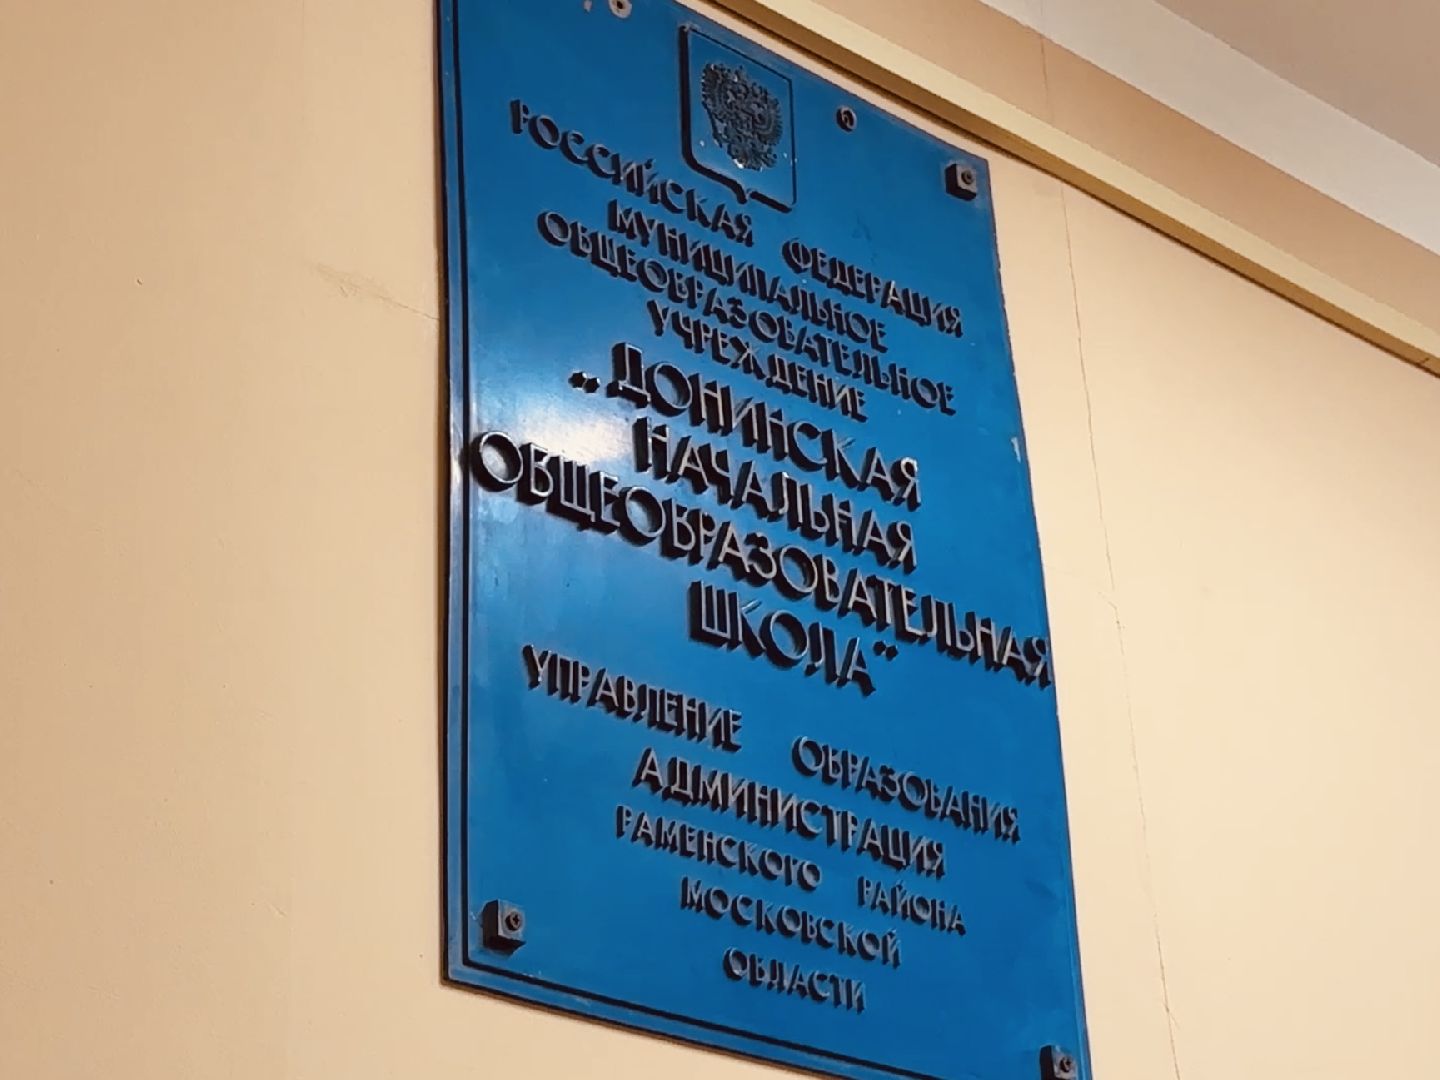 РОССИЙСКАЯ ФЕДЕРАЦИЯ
МУНИЦИПАЛЬНОЕ
ОБЩЕОБРАЗОВАТЕЛЬНОЕ
УЧРЕЖДЕНИЕ
„ДОНИНСКАЯ
НАЧАЛЬНАЯ
ОБЩЕОБРАЗОВАТЕЛЬНАЯ
ШКОЛА“
УПРАВЛЕНИЕ ОБРАЗОВАНИЯ
АДМИНИСТРАЦИЯ
РАМЕНСКОГО РАЙОНА
МОСКОВСКОЙ
ОБЛАСТИ